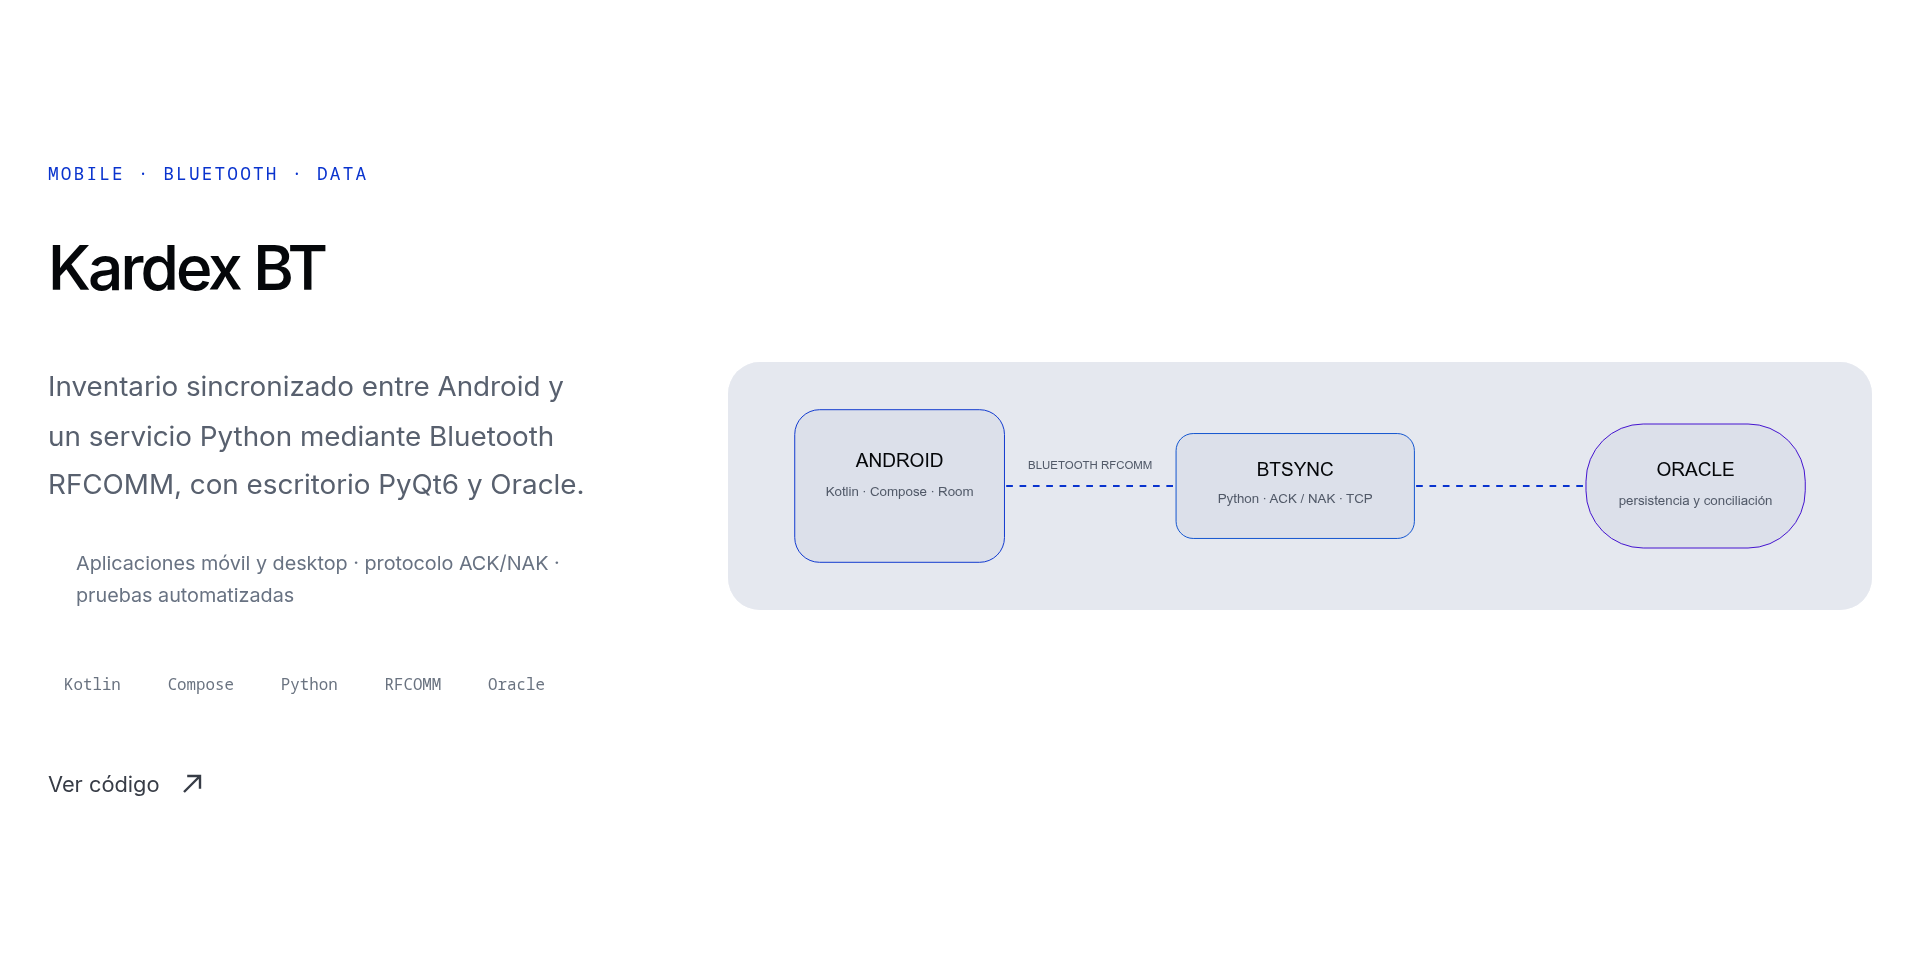 MOBILE · BLUETOOTH · DATA
Kardex BT
Inventario sincronizado entre Android y
un servicio Python mediante Bluetooth
RFCOMM, con escritorio PyQt6 y Oracle.
Aplicaciones móvil y desktop · protocolo ACK/NAK ·
pruebas automatizadas
Kotlin Compose Python RFCOMM Oracle
Ver código
ANDROID
Kotlin · Compose · Room
BLUETOOTH RFCOMM
BTSYNC
Python · ACK / NAK · TCP
ORACLE
persistencia y conciliación